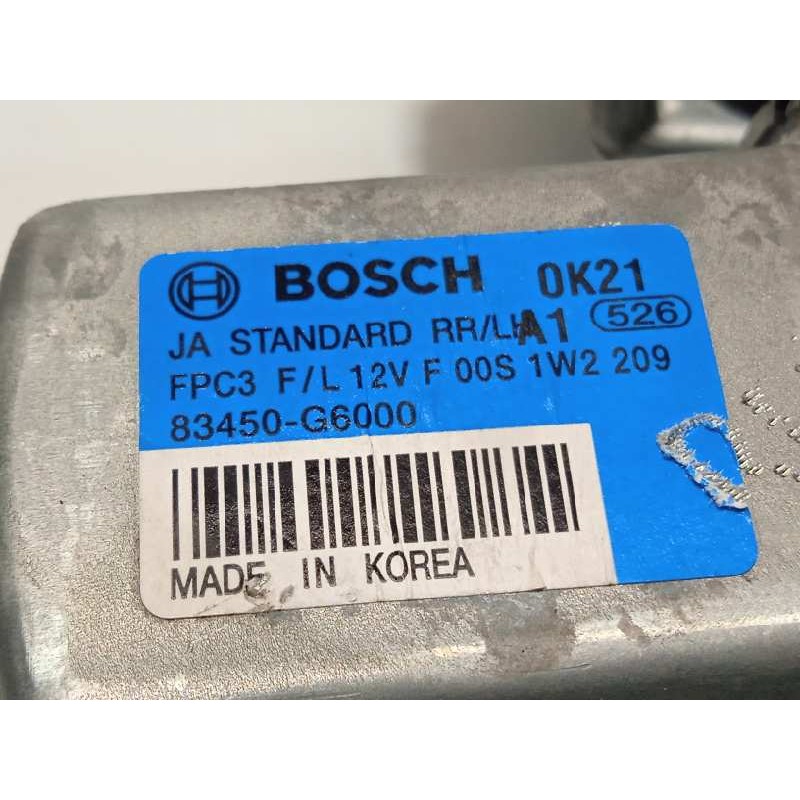 BOSCH 0K21
JA STANDARD RR/LH A1 526
FPC3 F/L 12V F 00S 1W2 209
83450-G6000
MADE IN KOREA